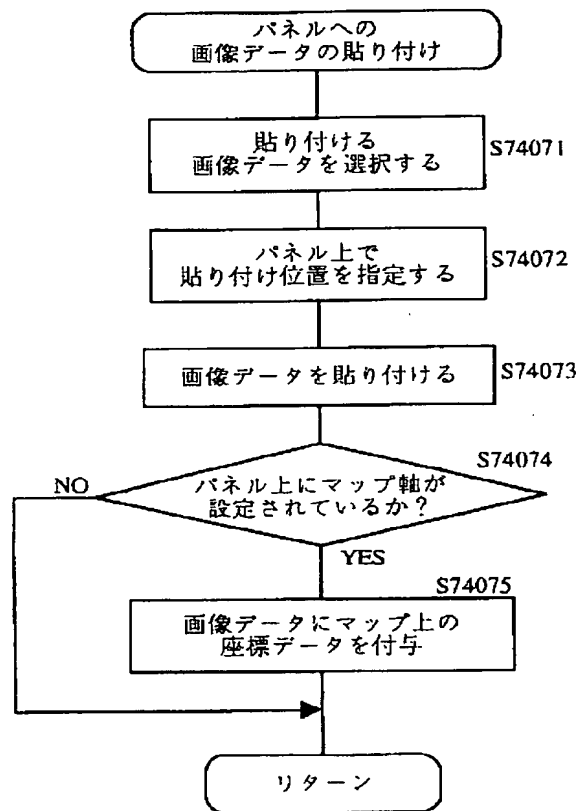 パネルへの
画像データの貼り付け
貼り付ける
画像データを選択する
S74071
パネル上で
貼り付け位置を指定する
S74072
画像データを貼り付ける
S74073
S74074
パネル上にマップ軸が
設定されているか?
NO
YES
S74075
画像データにマップ上の
座標データを付与
リターン